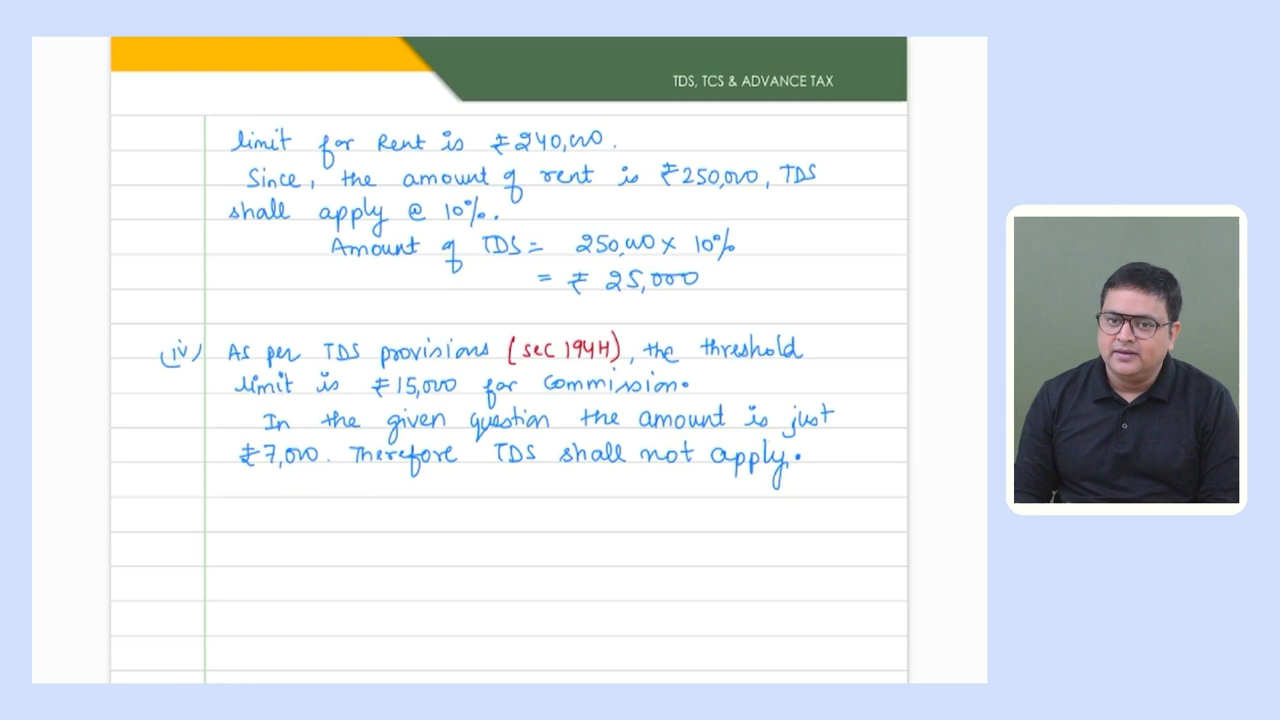 TDS, TCS & ADVANCE TAX
limit for Rent is ₹240,000.
Since, the amount of rent is ₹250,000, TDS
shall apply @ 10%.
Amount of TDS = 250,000 x 10%
= ₹ 25,000
(iv) As per TDS provisions (sec 194H), the threshold
limit is ₹15,000 for Commission.
In the given question the amount is just
₹7,000. Therefore TDS shall not apply.